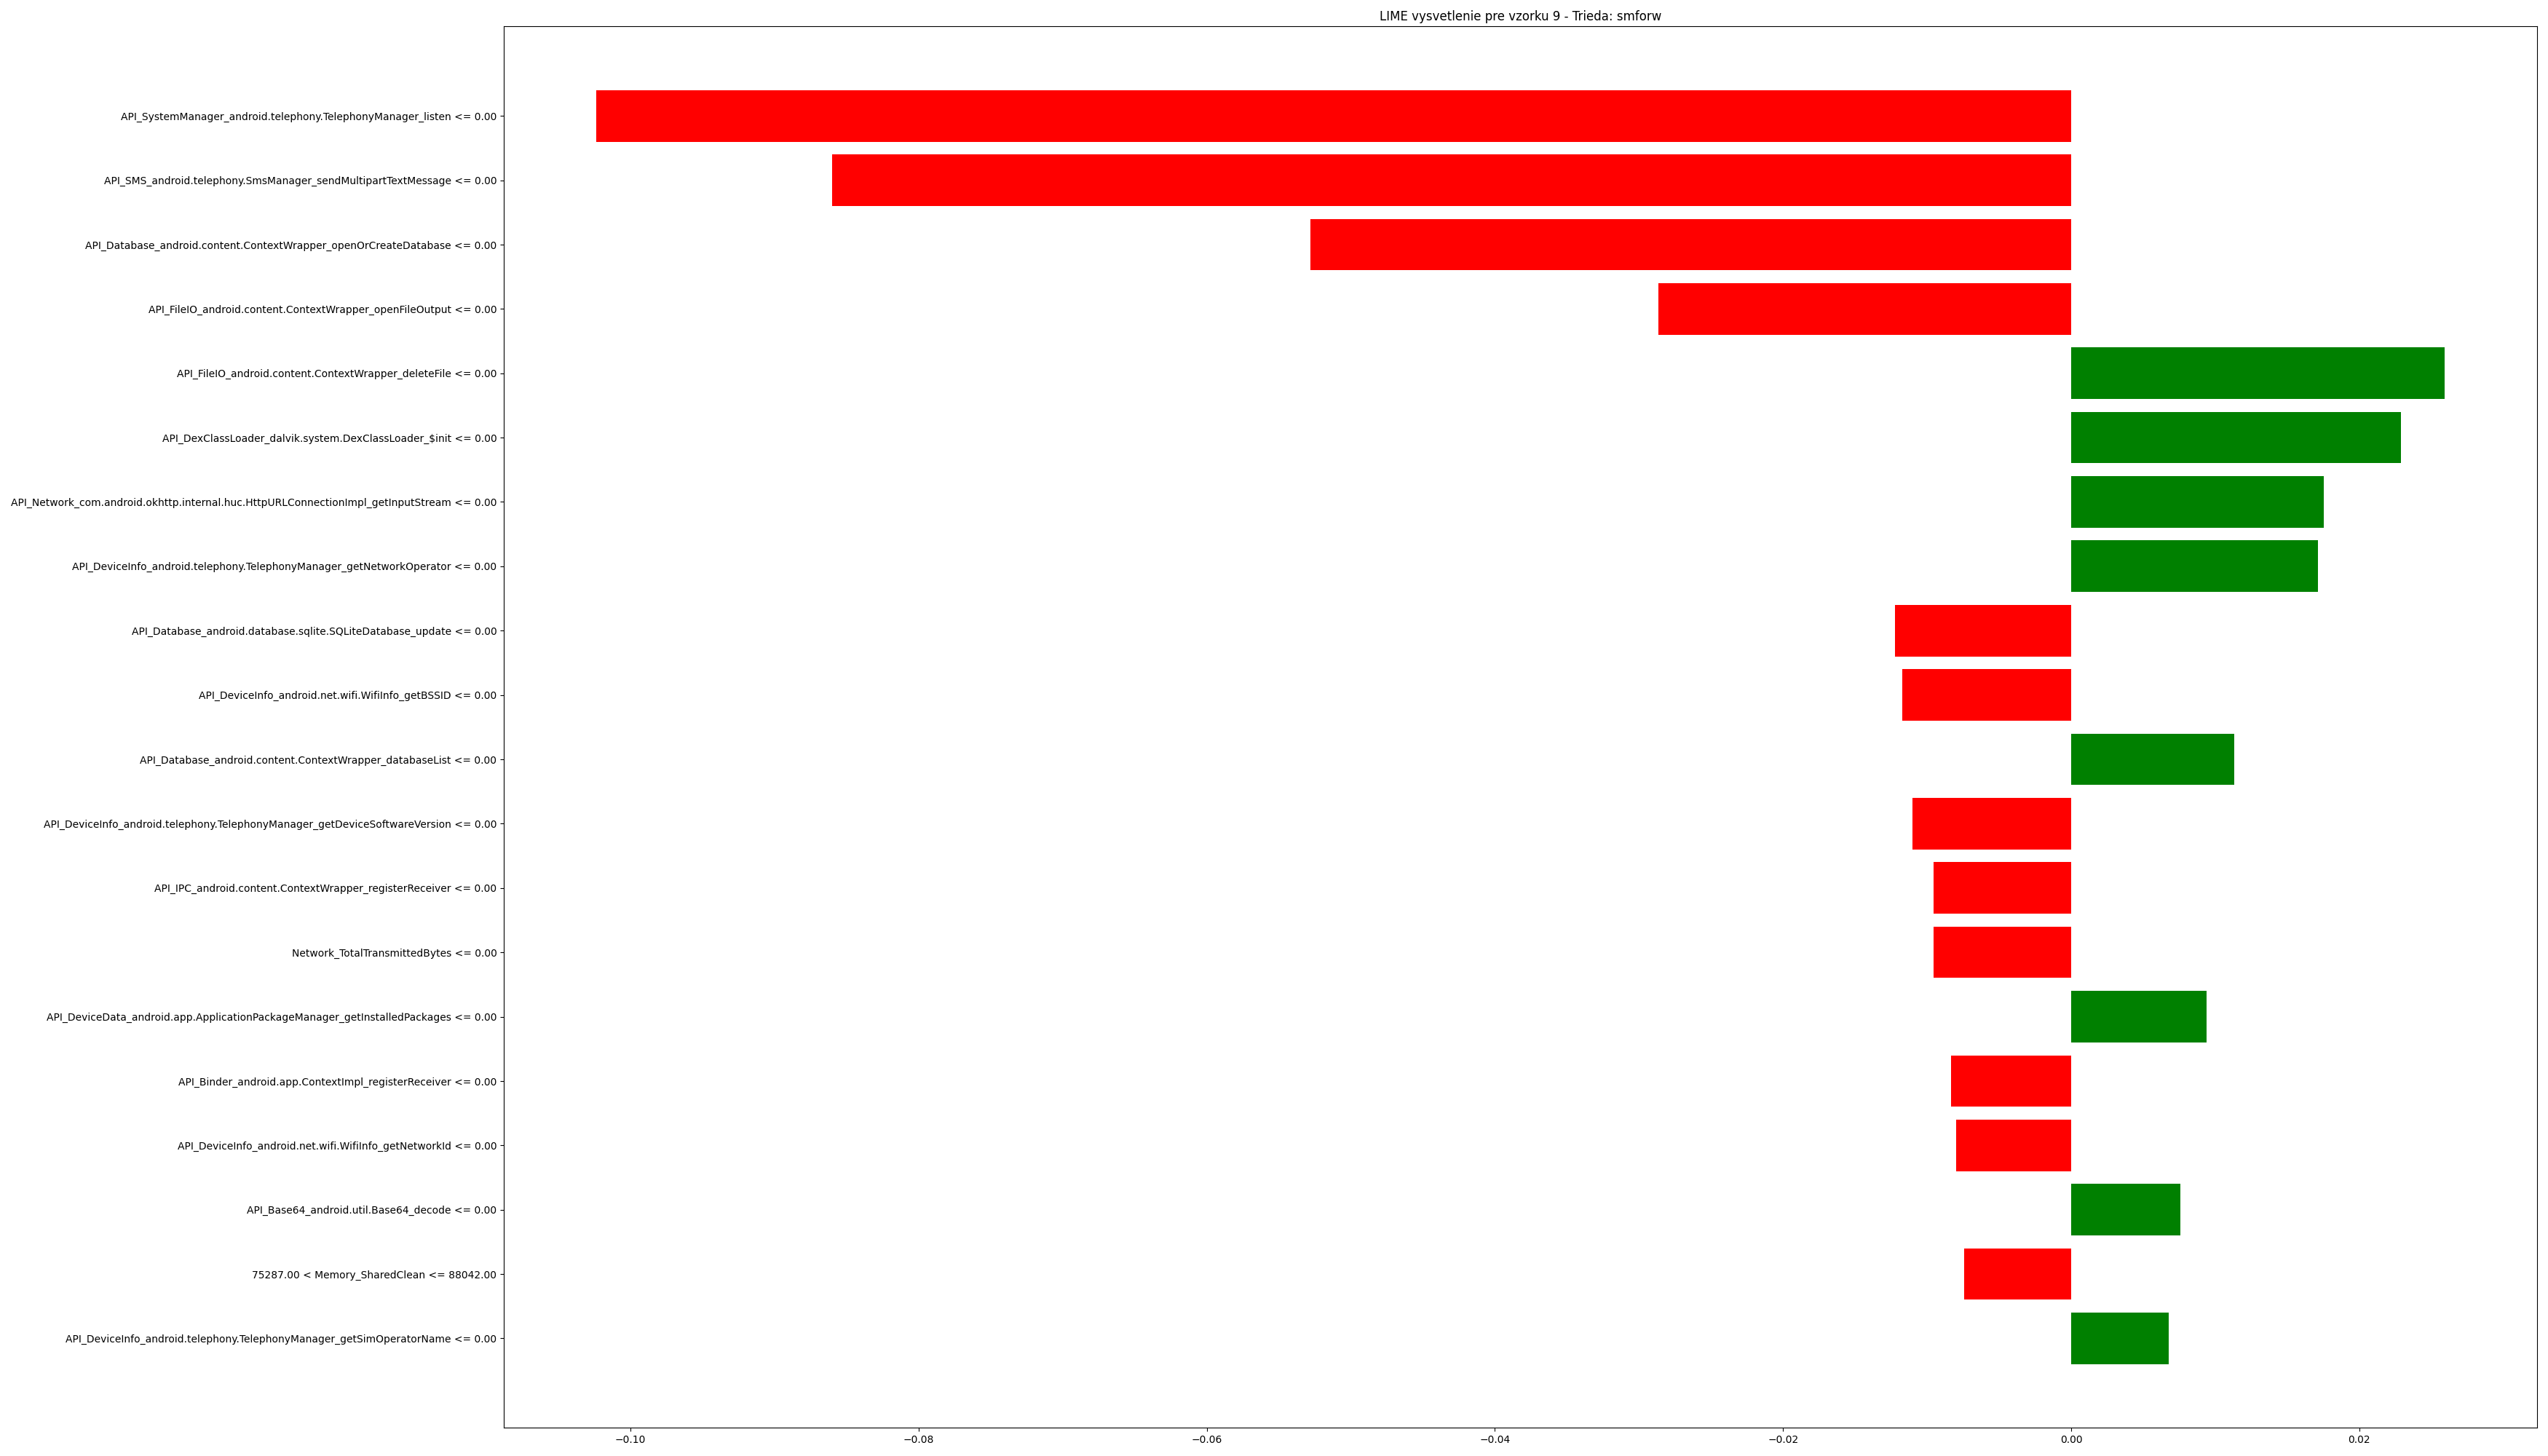 LIME vysvetlenie pre vzorku 9 - Trieda: smforw
API_SystemManager_android.telephony.TelephonyManager_listen <= 0.00
API_SMS_android.telephony.SmsManager_sendMultipartTextMessage <= 0.00
API_Database_android.content.ContextWrapper_openOrCreateDatabase <= 0.00
API_FileIO_android.content.ContextWrapper_openFileOutput <= 0.00
API_FileIO_android.content.ContextWrapper_deleteFile <= 0.00
API_DexClassLoader_dalvik.system.DexClassLoader_$init <= 0.00
API_Network_com.android.okhttp.internal.huc.HttpURLConnectionImpl_getInputStream <= 0.00
API_DeviceInfo_android.telephony.TelephonyManager_getNetworkOperator <= 0.00
API_Database_android.database.sqlite.SQLiteDatabase_update <= 0.00
API_DeviceInfo_android.net.wifi.WifiInfo_getBSSID <= 0.00
API_Database_android.content.ContextWrapper_databaseList <= 0.00
API_DeviceInfo_android.telephony.TelephonyManager_getDeviceSoftwareVersion <= 0.00
API_IPC_android.content.ContextWrapper_registerReceiver <= 0.00
Network_TotalTransmittedBytes <= 0.00
API_DeviceData_android.app.ApplicationPackageManager_getInstalledPackages <= 0.00
API_Binder_android.app.ContextImpl_registerReceiver <= 0.00
API_DeviceInfo_android.net.wifi.WifiInfo_getNetworkId <= 0.00
API_Base64_android.util.Base64_decode <= 0.00
75287.00 < Memory_SharedClean <= 88042.00
API_DeviceInfo_android.telephony.TelephonyManager_getSimOperatorName <= 0.00
−0.10 −0.08 −0.06 −0.04 −0.02 0.00 0.02